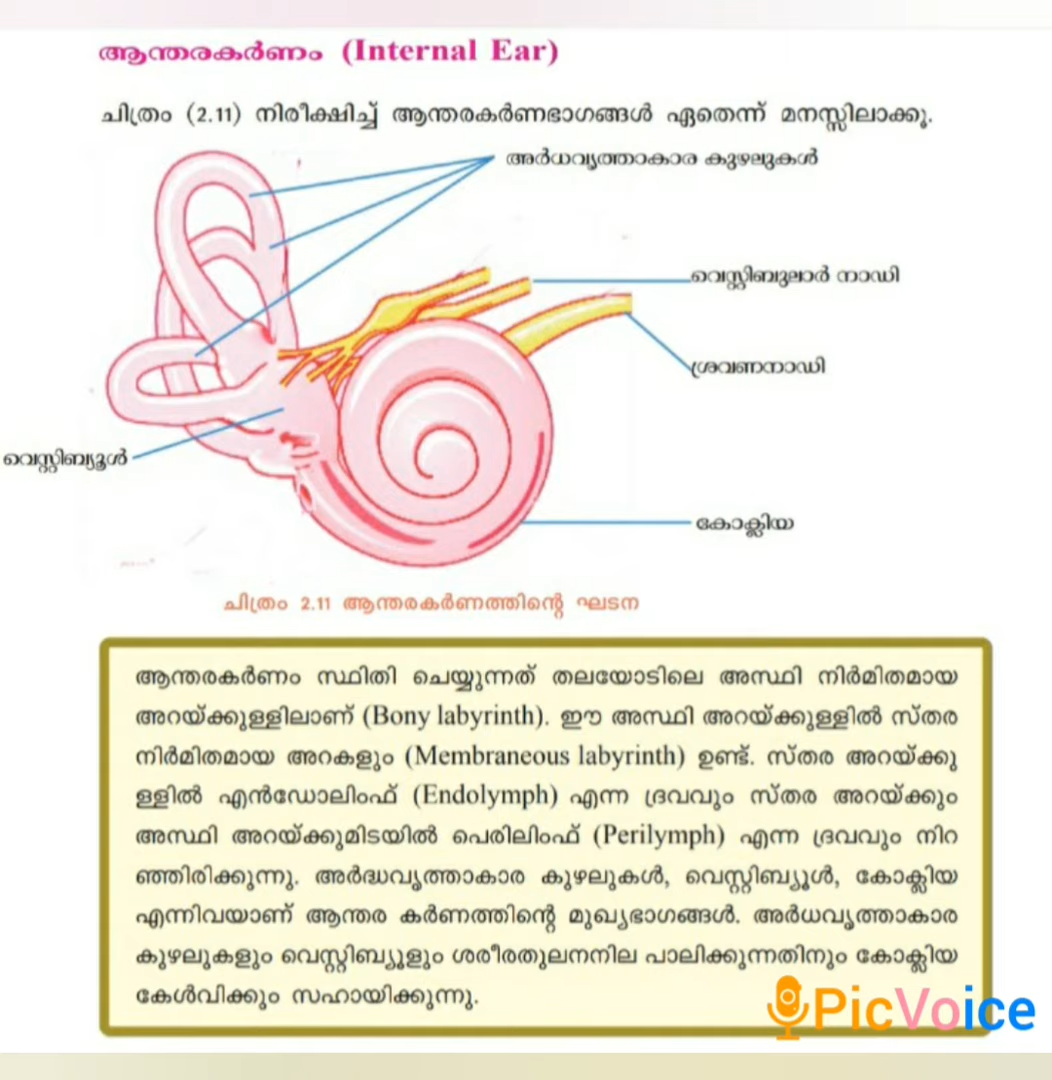 ആന്തരകർണം (Internal Ear)
ചിത്രം (2.11) നിരീക്ഷിച്ച് ആന്തരകർണഭാഗങ്ങൾ ഏതെന്ന് മനസ്സിലാക്കൂ.
അർധവൃത്താകാര കുഴലുകൾ
വെസ്റ്റിബുലാർ നാഡി
ശ്രവണനാഡി
വെസ്റ്റിബ്യൂൾ
കോക്ലിയ
ചിത്രം 2.11 ആന്തരകർണത്തിന്റെ ഘടന
ആന്തരകർണം സ്ഥിതി ചെയ്യുന്നത് തലയോടിലെ അസ്ഥി നിർമിതമായ
അറയ്ക്കുള്ളിലാണ് (Bony labyrinth). ഈ അസ്ഥി അറയ്ക്കുള്ളിൽ സ്തര
നിർമിതമായ അറകളും (Membraneous labyrinth) ഉണ്ട്. സ്തര അറയ്ക്കു
ള്ളിൽ എൻഡോലിംഫ് (Endolymph) എന്ന ദ്രവവും സ്തര അറയ്ക്കും
അസ്ഥി അറയ്ക്കുമിടയിൽ പെരിലിംഫ് (Perilymph) എന്ന ദ്രവവും നിറ
ഞ്ഞിരിക്കുന്നു. അർദ്ധവൃത്താകാര കുഴലുകൾ, വെസ്റ്റിബ്യൂൾ, കോക്ലിയ
എന്നിവയാണ് ആന്തര കർണത്തിന്റെ മുഖ്യഭാഗങ്ങൾ. അർധവൃത്താകാര
കുഴലുകളും വെസ്റ്റിബ്യൂളും ശരീരതുലനനില പാലിക്കുന്നതിനും കോക്ലിയ
കേൾവിക്കും സഹായിക്കുന്നു.
PicVoice